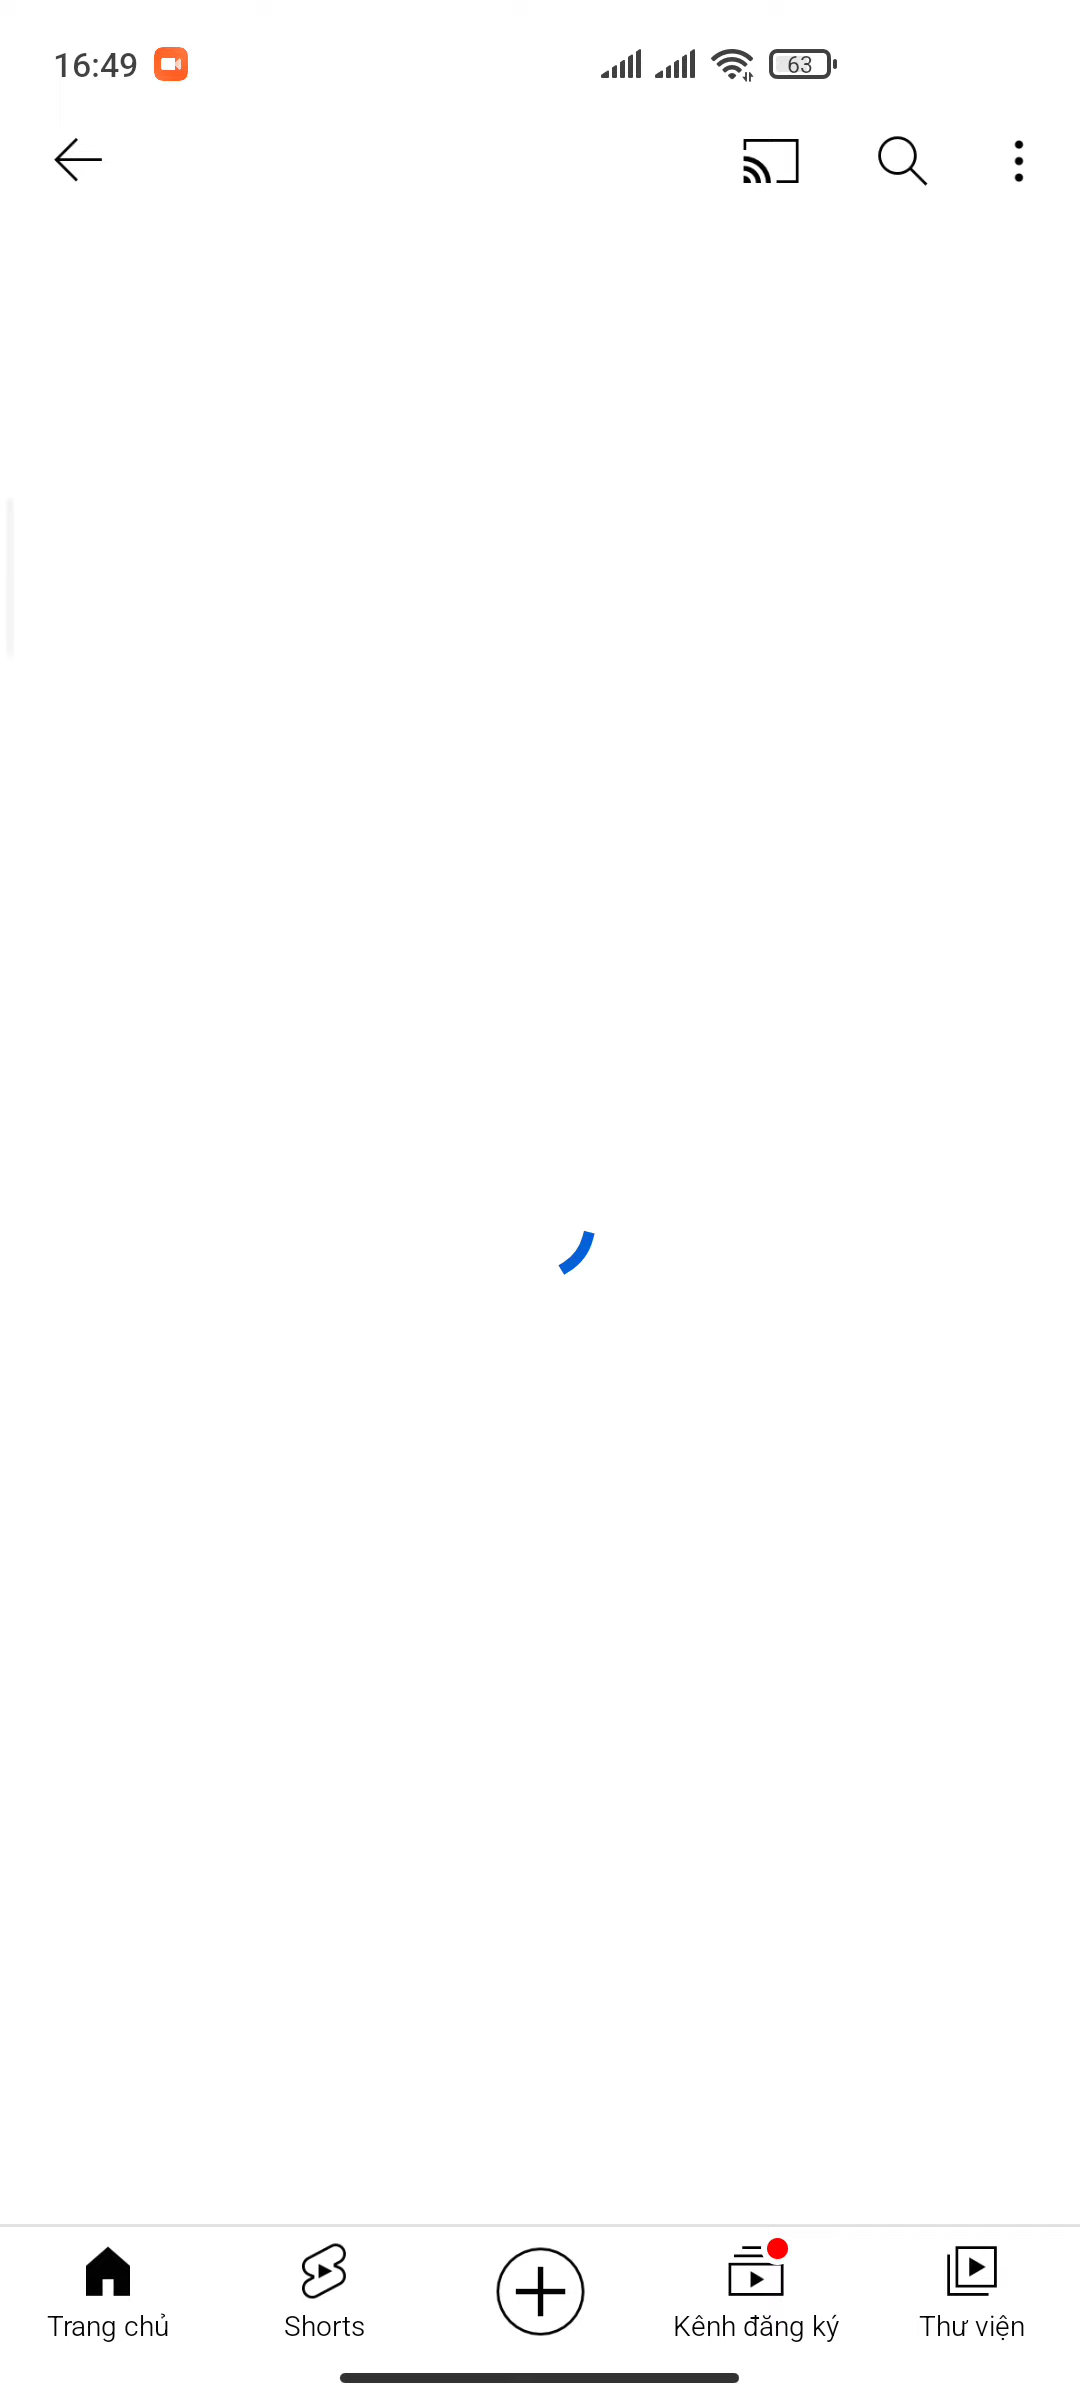 16:49
63
Trang chủ
Shorts
Kênh đăng ký
Thư viện